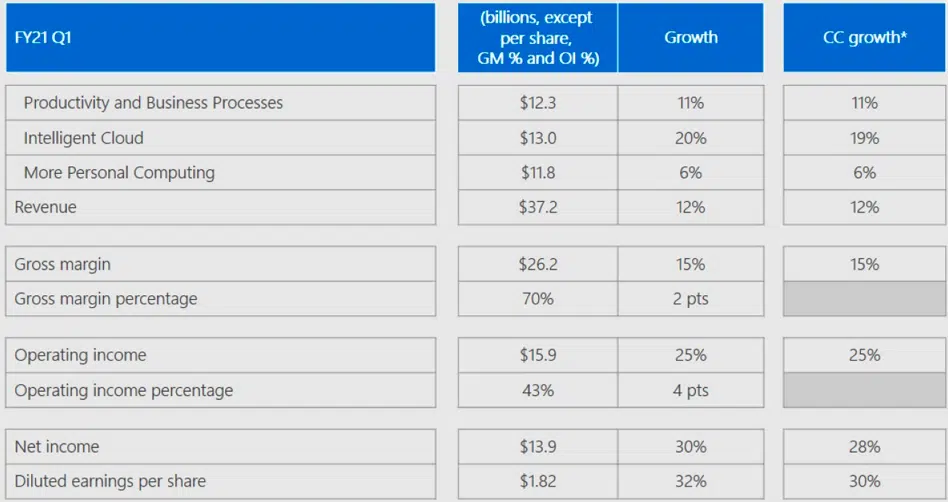 FY21 Q1 (billions, except per share, GM % and OI %) Growth CC growth*
Productivity and Business Processes $12.3 11% 11%
Intelligent Cloud $13.0 20% 19%
More Personal Computing $11.8 6% 6%
Revenue $37.2 12% 12%
Gross margin $26.2 15% 15%
Gross margin percentage 70% 2 pts
Operating income $15.9 25% 25%
Operating income percentage 43% 4 pts
Net income $13.9 30% 28%
Diluted earnings per share $1.82 32% 30%